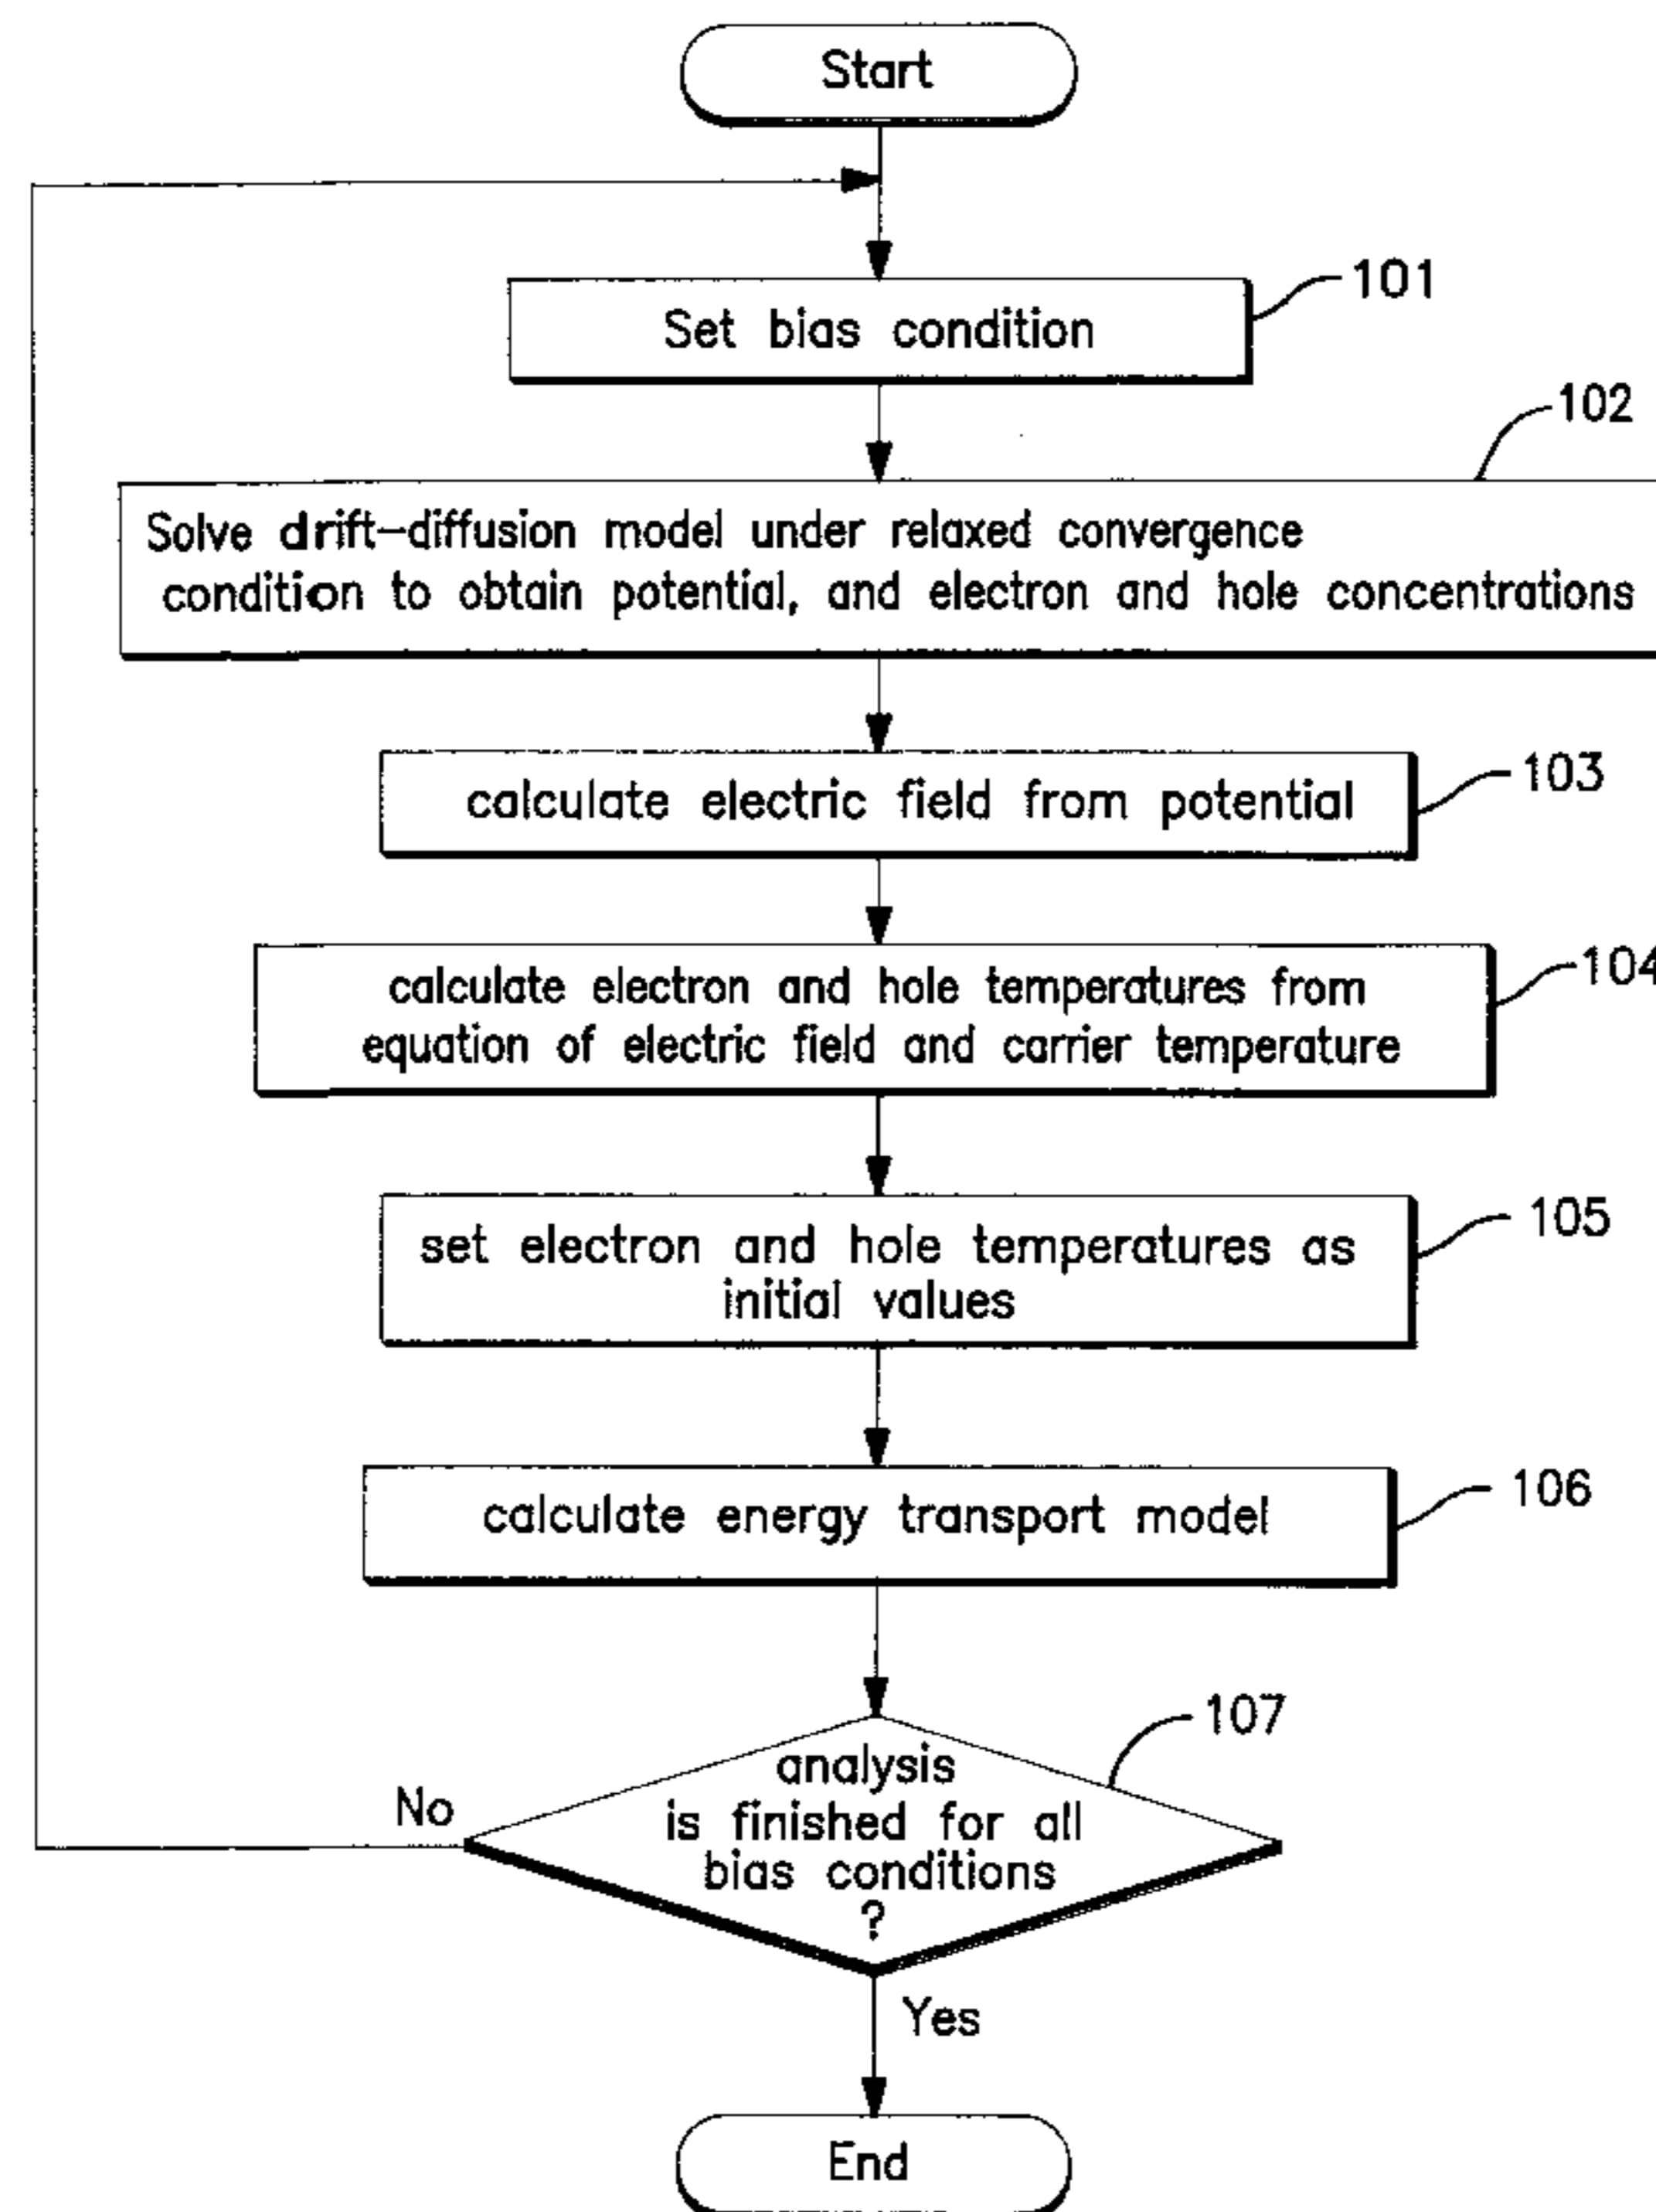 Start
101
Set bias condition
102
Solve drift-diffusion model under relaxed convergence
condition to obtain potential, and electron and hole concentrations
103
calculate electric field from potential
104
calculate electron and hole temperatures from
equation of electric field and carrier temperature
105
set electron and hole temperatures as
initial values
106
calculate energy transport model
107
analysis
is finished for all
bias conditions
?
No
Yes
End